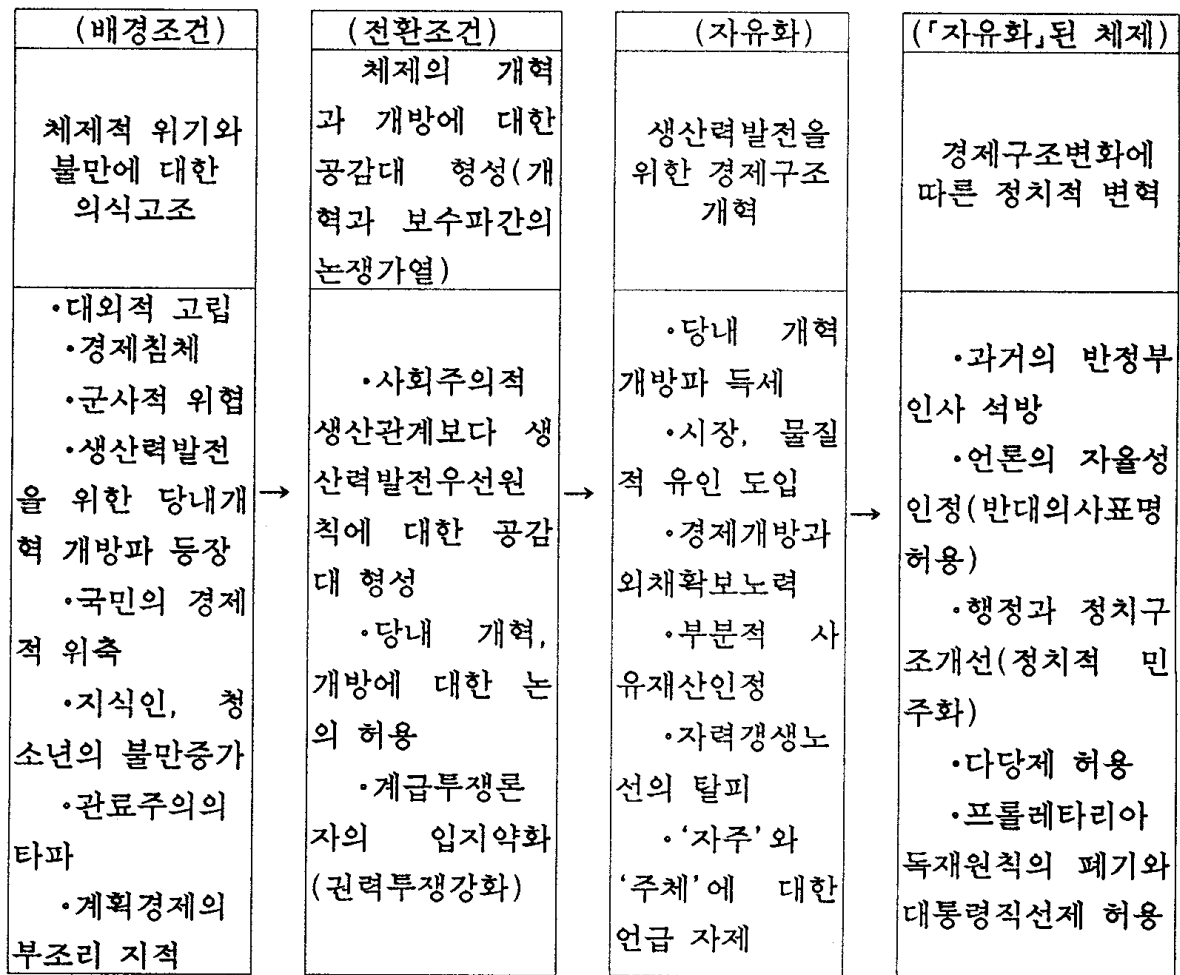 (배경조건)
체제적 위기와
불만에 대한
의식고조
•대외적 고립
•경제침체
•군사적 위협
•생산력발전
을 위한 당내개
혁 개방파 등장
•국민의 경제
적 위축
•지식인, 청
소년의 불만증가
•관료주의의
타파
•계획경제의
부조리 지적
→
(전환조건)
체제의 개혁
과 개방에 대한
공감대 형성(개
혁과 보수파간의
논쟁가열)
•사회주의적
생산관계보다 생
산력발전우선원
칙에 대한 공감
대 형성
•당내 개혁,
개방에 대한 논
의 허용
•계급투쟁론
자의 입지약화
(권력투쟁강화)
→
(자유화)
생산력발전을
위한 경제구조
개혁
•당내 개혁
개방파 득세
•시장, 물질
적 유인 도입
•경제개방과
외채확보노력
•부분적 사
유재산인정
•자력갱생노
선의 탈피
•‘자주’와
‘주체’에 대한
언급 자제
→
(「자유화」된 체제)
경제구조변화에
따른 정치적 변혁
•과거의 반정부
인사 석방
•언론의 자율성
인정(반대의사표명
허용)
•행정과 정치구
조개선(정치적 민
주화)
•다당제 허용
•프롤레타리아
독재원칙의 폐기와
대통령직선제 허용